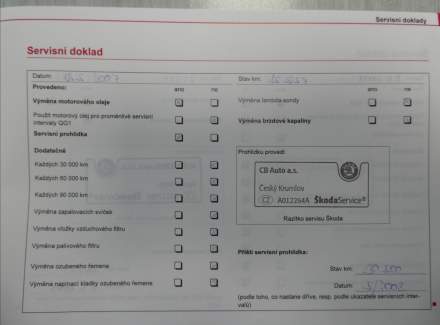 Servisní doklady
Servisní doklad
Datum:
Stav km:
Provedeno:
ano
ne
ano
ne
Výměna motorového oleje
Výměna lambda sondy
Použit motorový olej pro proměnlivé servisní
intervaly QG1
Výměna brzdové kapaliny
Servisní prohlídka
Dodatečně
Prohlídku provedl:
Každých 30 000 km
Každých 60 000 km
Každých 90 000 km
CB Auto a.s.
Český Krumlov
CZ A012264A ŠkodaService®
Výměna zapalovacích svíček
Razítko servisu Škoda
Výměna vložky vzduchového filtru
Výměna palivového filtru
Příští servisní prohlídka:
Výměna ozubeného řemene
Stav km:
Výměna napínací kladky ozubeného řemene
Datum:
(podle toho, co nastane dříve, resp. podle ukazatele servisních inter-
valů)